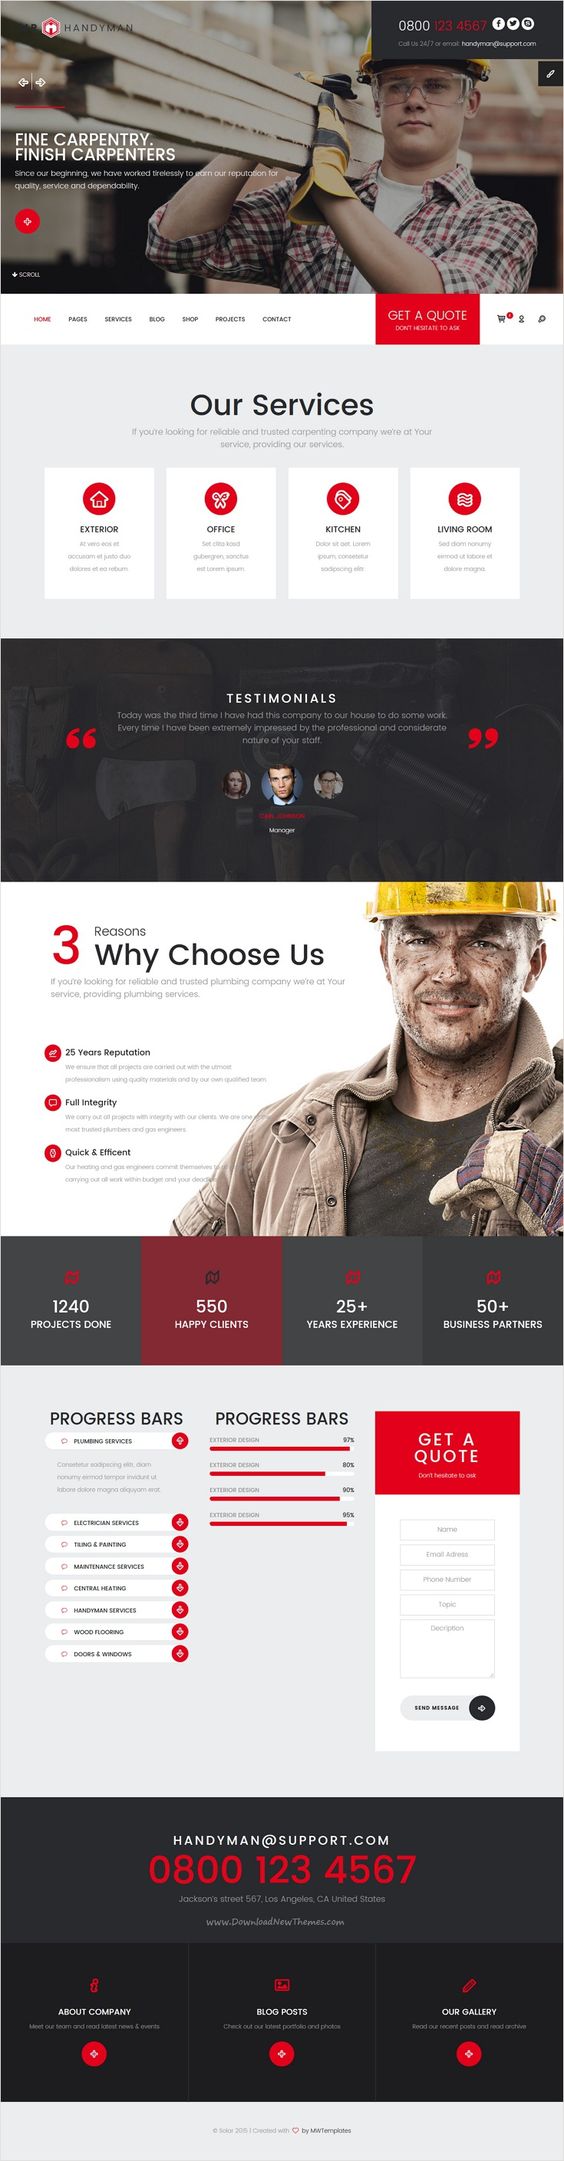 HANDYMAN
0800 123 4567
Call Us 24/7 or email: handyman@support.com
FINE CARPENTRY.
FINISH CARPENTERS
Since our beginning, we have worked tirelessly to earn our reputation for
quality, service and dependability.
SCROLL
HOME PAGES SERVICES BLOG SHOP PROJECTS CONTACT
GET A QUOTE
DON'T HESITATE TO ASK
Our Services
If you're looking for reliable and trusted carpenting company we're at Your
service, providing our services.
EXTERIOR
At vero eos et
accusam et justo duo
dolores et ea rebum.
OFFICE
Set clita kasd
gubergren, sanctus
est Lorem ipsum.
KITCHEN
Dolor sit aet. Lorem
ipsum, consetetur
sadipscing elitr.
LIVING ROOM
Sed diam nonumy
eirmod ut labore et
dolore magna.
TESTIMONIALS
Today was the third time I have had this company to our house to do some work.
Every time I have been extremely impressed by the professional and considerate
nature of your staff.
CARL JOHNSON
Manager
3 Reasons
Why Choose Us
If you're looking for reliable and trusted plumbing company we're at Your
service, providing plumbing services.
25 Years Reputation
We ensure that all projects are carried out with the utmost
professionalism using quality materials and by our own qualified team.
Full Integrity
We carry out all projects with integrity with our clients. We are one
most trusted plumbers and gas engineers.
Quick & Efficent
Our heating and gas engineers commit themselves to
carrying out all work within budget and your
1240
PROJECTS DONE
550
HAPPY CLIENTS
25+
YEARS EXPERIENCE
50+
BUSINESS PARTNERS
PROGRESS BARS
PLUMBING SERVICES
Consetetur sadipscing elitr, diam
nonumy eirmod tempor invidunt ut
labore dolore magna aliquyam erat.
ELECTRICIAN SERVICES
TILING & PAINTING
MAINTENANCE SERVICES
CENTRAL HEATING
HANDYMAN SERVICES
WOOD FLOORING
DOORS & WINDOWS
PROGRESS BARS
EXTERIOR DESIGN 97%
EXTERIOR DESIGN 80%
EXTERIOR DESIGN 90%
EXTERIOR DESIGN 95%
GET A
QUOTE
Don't hesitate to ask
Name
Email Adress
Phone Number
Topic
Decription
SEND MESSAGE
HANDYMAN@SUPPORT.COM
0800 123 4567
Jackson's street 567, Los Angeles, CA United States
www.DownloadNewThemes.com
ABOUT COMPANY
Meet our team and read latest news & events
BLOG POSTS
Check out our latest portfolio and photos
OUR GALLERY
Read our recent posts and read archive
© Solar 2015 | Created with by MWTemplates